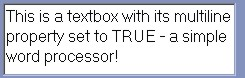 This is a textbox with its multiline
property set to TRUE - a simple
word processor!